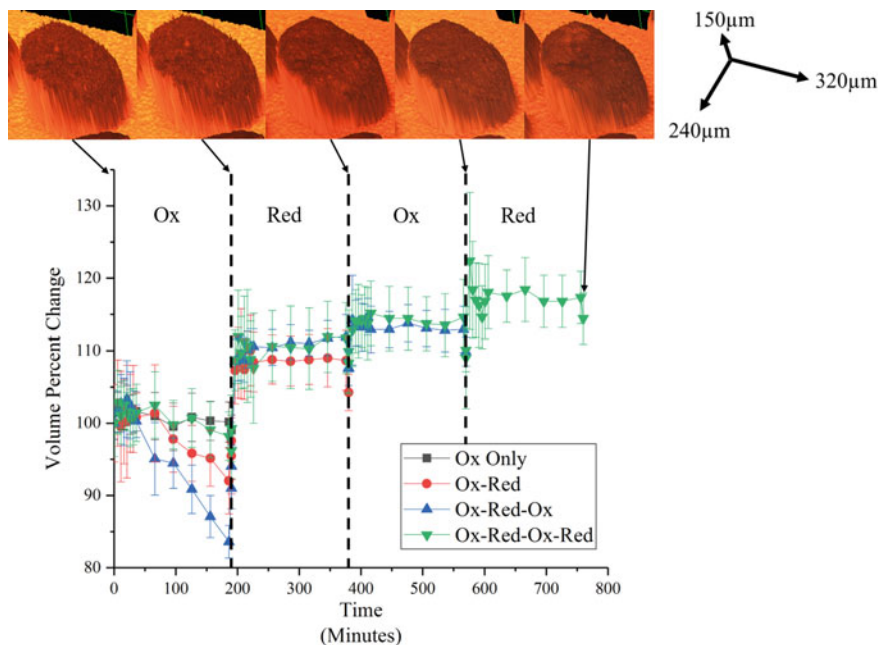 150µm
320µm
240µm
Ox
Red
Ox
Red
130
120
110
100
90
80
Volume Percent Change
Ox Only
Ox-Red
Ox-Red-Ox
Ox-Red-Ox-Red
0
100
200
300
400
500
600
700
800
Time
(Minutes)